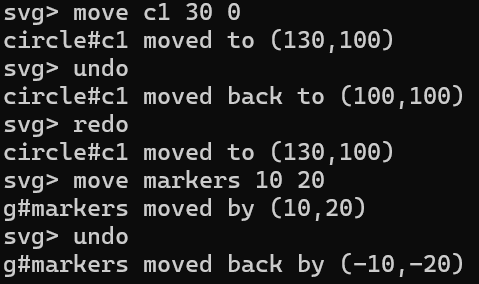 svg> move c1 30 0
circle#c1 moved to (130,100)
svg> undo
circle#c1 moved back to (100,100)
svg> redo
circle#c1 moved to (130,100)
svg> move markers 10 20
g#markers moved by (10,20)
svg> undo
g#markers moved back by (-10,-20)